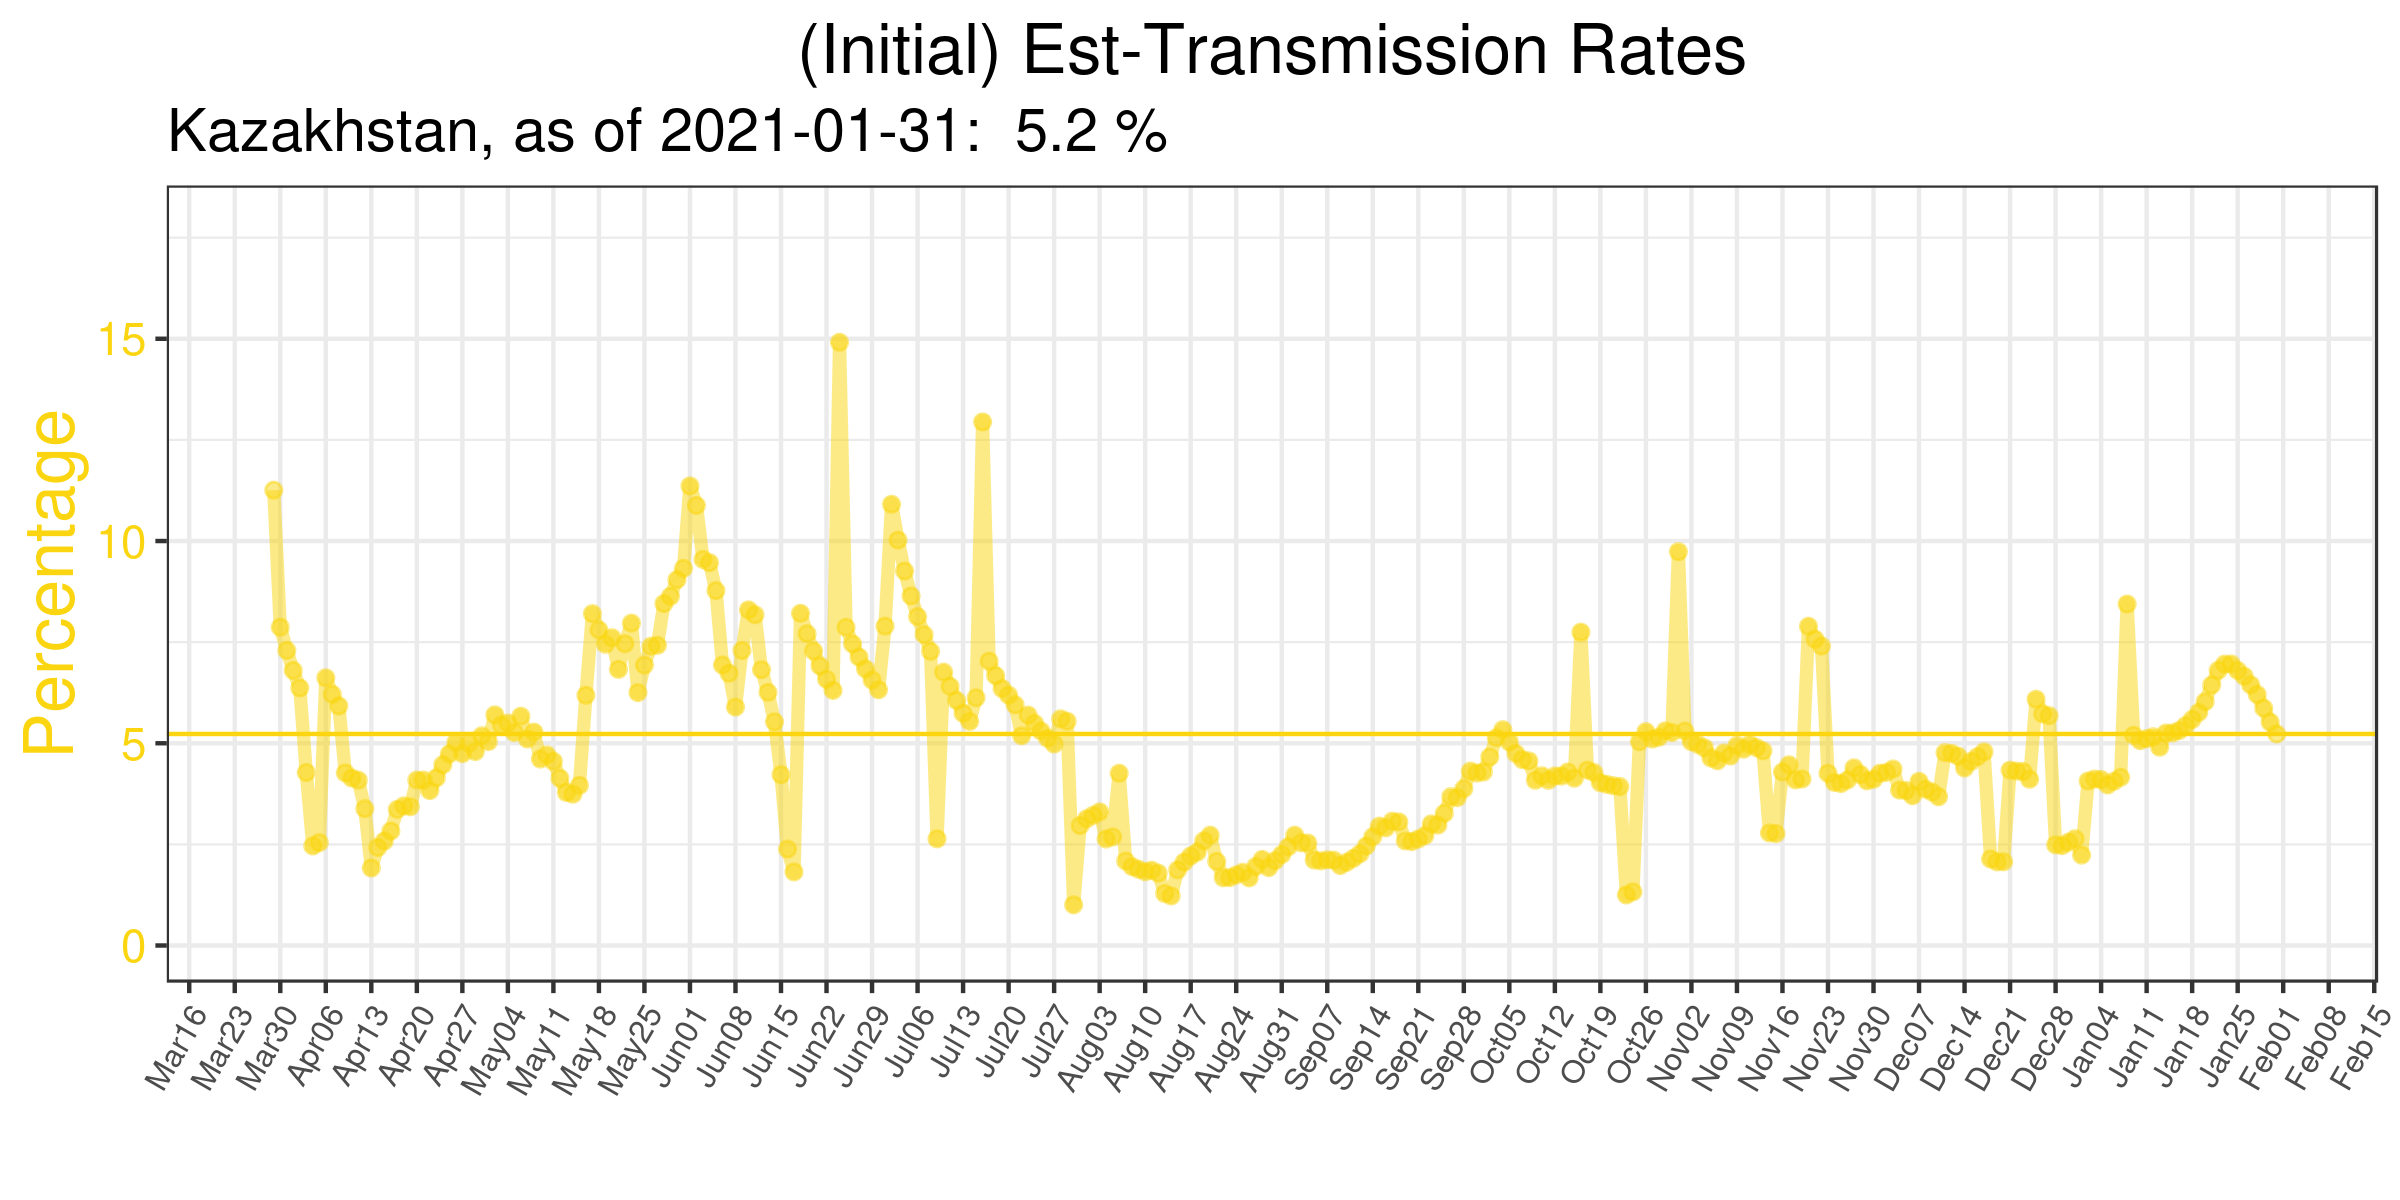 (Initial) Est-Transmission Rates
Kazakhstan, as of 2021-01-31:  5.2 %
Percentage
15
10
5
0
Mar16 Mar23 Mar30 Apr06 Apr13 Apr20 Apr27 May04 May11 May18 May25 Jun01 Jun08 Jun15 Jun22 Jun29 Jul06 Jul13 Jul20 Jul27 Aug03 Aug10 Aug17 Aug24 Aug31 Sep07 Sep14 Sep21 Sep28 Oct05 Oct12 Oct19 Oct26 Nov02 Nov09 Nov16 Nov23 Nov30 Dec07 Dec14 Dec21 Dec28 Jan04 Jan11 Jan18 Jan25 Feb01 Feb08 Feb15